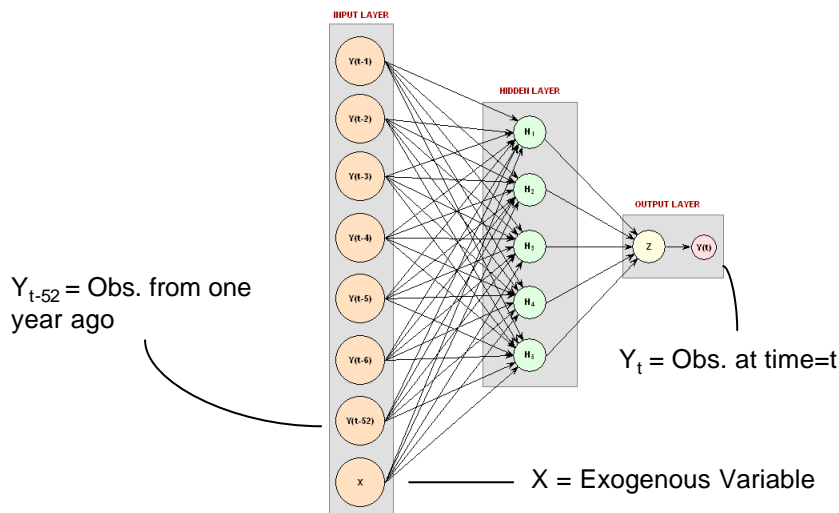 INPUT LAYER
Y(t-1)
Y(t-2)
Y(t-3)
Y(t-4)
Y(t-5)
Y(t-6)
Y(t-52)
X
HIDDEN LAYER
H1
H2
H3
H4
H5
OUTPUT LAYER
Z
Y(t)
Yt-52 = Obs. from one
year ago
Yt = Obs. at time=t
X = Exogenous Variable